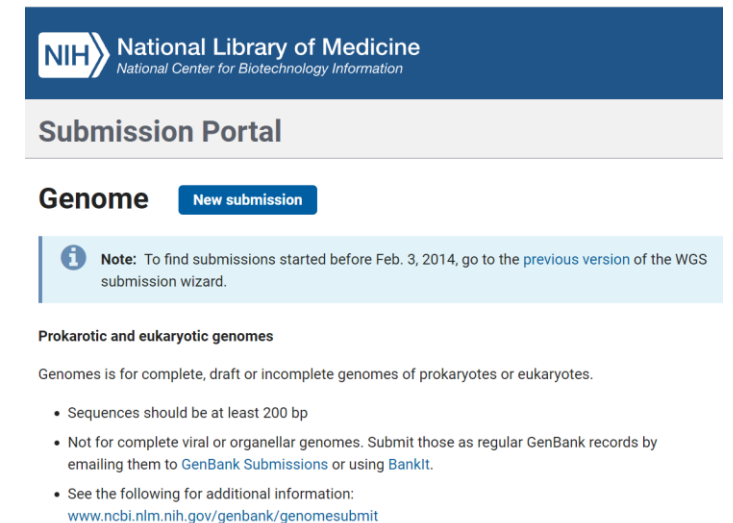 NIH National Library of Medicine
National Center for Biotechnology Information
Submission Portal
Genome New submission
Note: To find submissions started before Feb. 3, 2014, go to the previous version of the WGS
submission wizard.
Prokarotic and eukaryotic genomes
Genomes is for complete, draft or incomplete genomes of prokaryotes or eukaryotes.
• Sequences should be at least 200 bp
• Not for complete viral or organellar genomes. Submit those as regular GenBank records by
emailing them to GenBank Submissions or using BankIt.
• See the following for additional information:
www.ncbi.nlm.nih.gov/genbank/genomesubmit